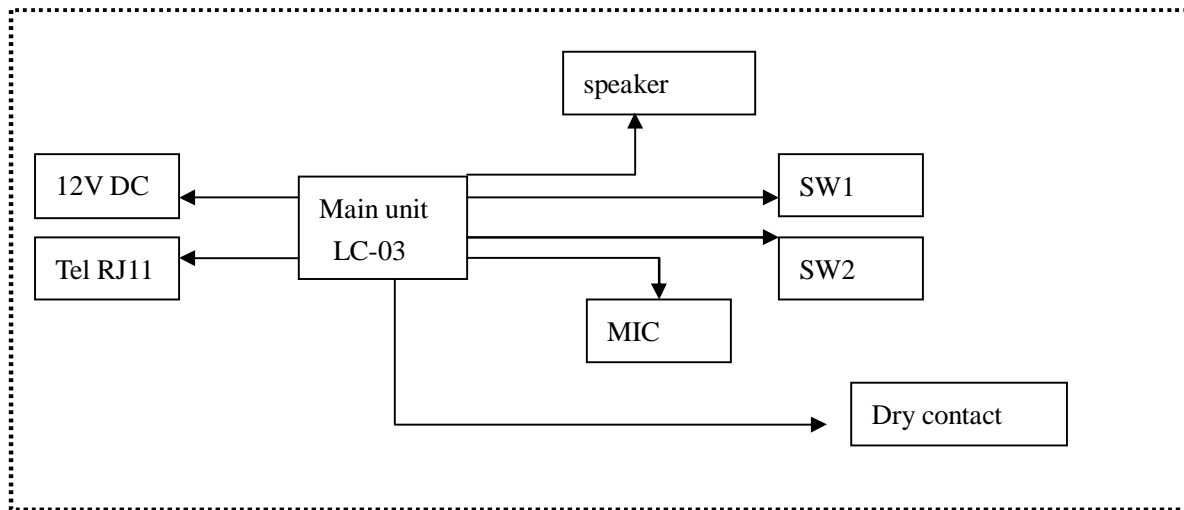 speaker
12V DC
Main unit
LC-03
SW1
Tel RJ11
SW2
MIC
Dry contact